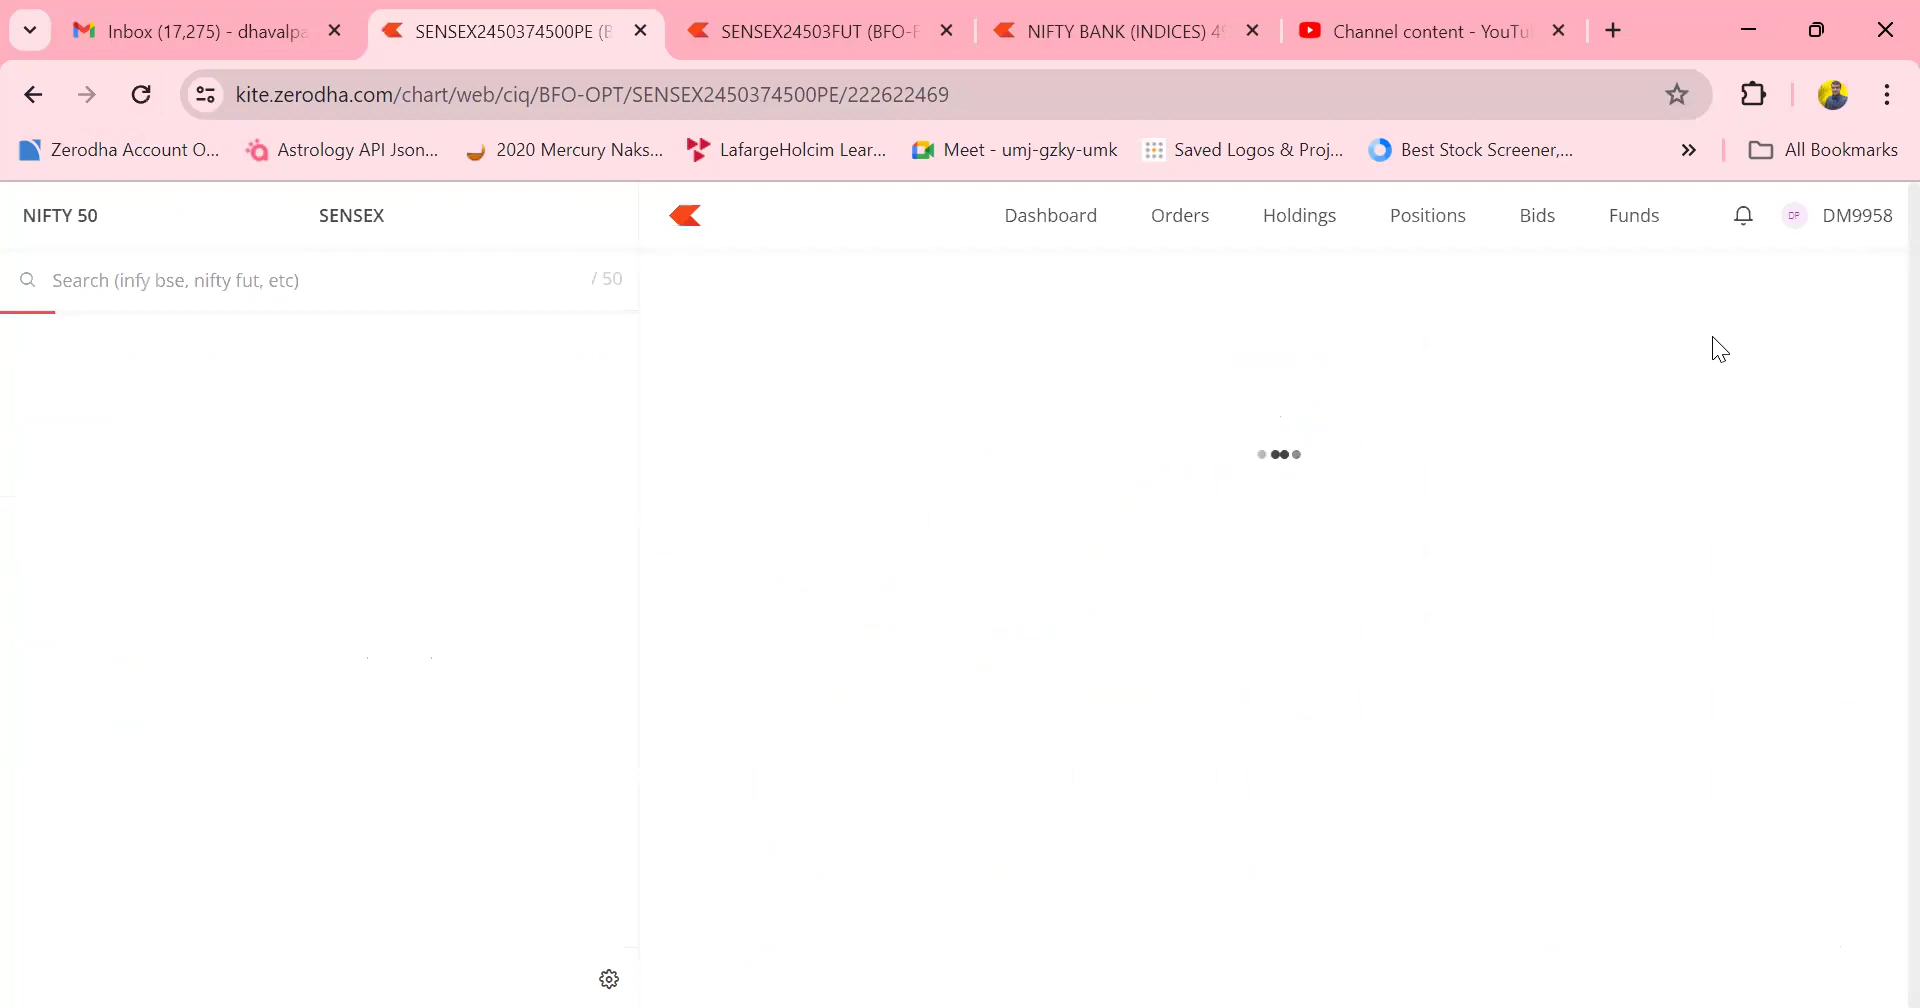 Inbox (17,275) - dhavalpa
SENSEX2450374500PE (B
SENSEX24503FUT (BFO-F
NIFTY BANK (INDICES) 49
Channel content - YouTu
kite.zerodha.com/chart/web/ciq/BFO-OPT/SENSEX2450374500PE/222622469
Zerodha Account O...
Astrology API Json...
2020 Mercury Naks...
LafargeHolcim Lear...
Meet - umj-gzky-umk
Saved Logos & Proj...
Best Stock Screener,...
All Bookmarks
NIFTY 50
SENSEX
Dashboard
Orders
Holdings
Positions
Bids
Funds
DP
DM9958
Search (infy bse, nifty fut, etc)
/ 50